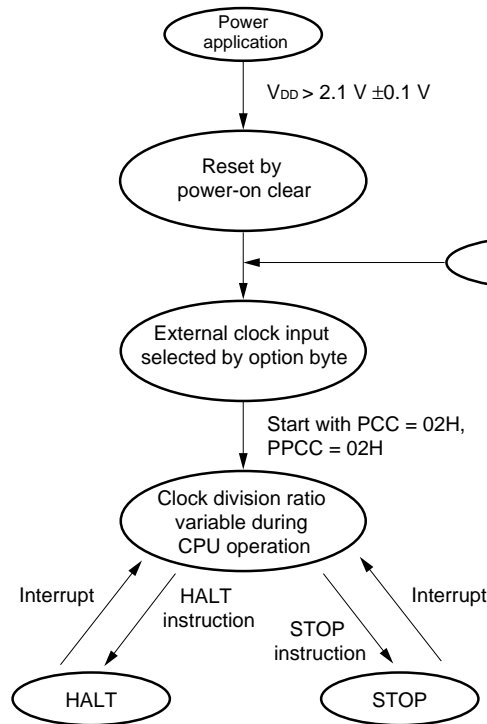 Power
application
VDD > 2.1 V ±0.1 V
Reset by
power-on clear
External clock input
selected by option byte
Start with PCC = 02H,
PPCC = 02H
Clock division ratio
variable during
CPU operation
Interrupt
HALT
instruction
STOP
instruction
Interrupt
HALT
STOP